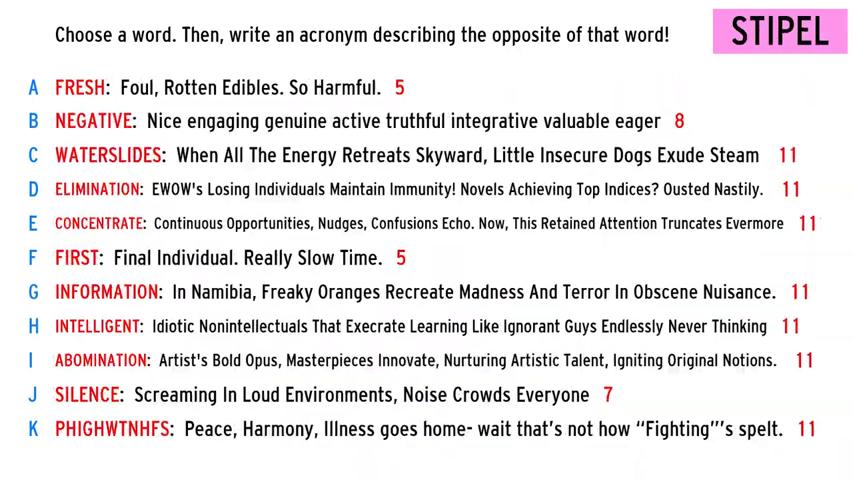 Choose a word. Then, write an acronym describing the opposite of that word!
STIPEL
A FRESH: Foul, Rotten Edibles. So Harmful. 5
B NEGATIVE: Nice engaging genuine active truthful integrative valuable eager 8
C WATERSLIDES: When All The Energy Retreats Skyward, Little Insecure Dogs Exude Steam 11
D ELIMINATION: EWOW's Losing Individuals Maintain Immunity! Novels Achieving Top Indices? Ousted Nastily. 11
E CONCENTRATE: Continuous Opportunities, Nudges, Confusions Echo. Now, This Retained Attention Truncates Evermore 11
F FIRST: Final Individual. Really Slow Time. 5
G INFORMATION: In Namibia, Freaky Oranges Recreate Madness And Terror In Obscene Nuisance. 11
H INTELLIGENT: Idiotic Nonintellectuals That Execrate Learning Like Ignorant Guys Endlessly Never Thinking 11
I ABOMINATION: Artist's Bold Opus, Masterpieces Innovate, Nurturing Artistic Talent, Igniting Original Notions. 11
J SILENCE: Screaming In Loud Environments, Noise Crowds Everyone 7
K PHIGHWTNHFS: Peace, Harmony, Illness goes home- wait that's not how "Fighting"'s spelt. 11